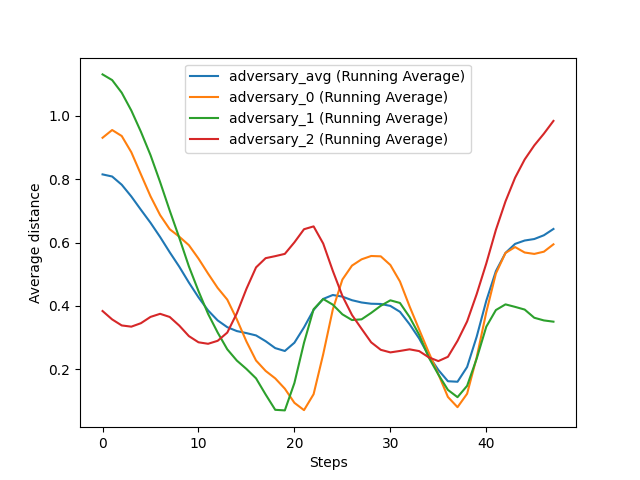 adversary_avg (Running Average)
adversary_0 (Running Average)
adversary_1 (Running Average)
adversary_2 (Running Average)
Average distance
1.0
0.8
0.6
0.4
0.2
0
10
20
30
40
Steps